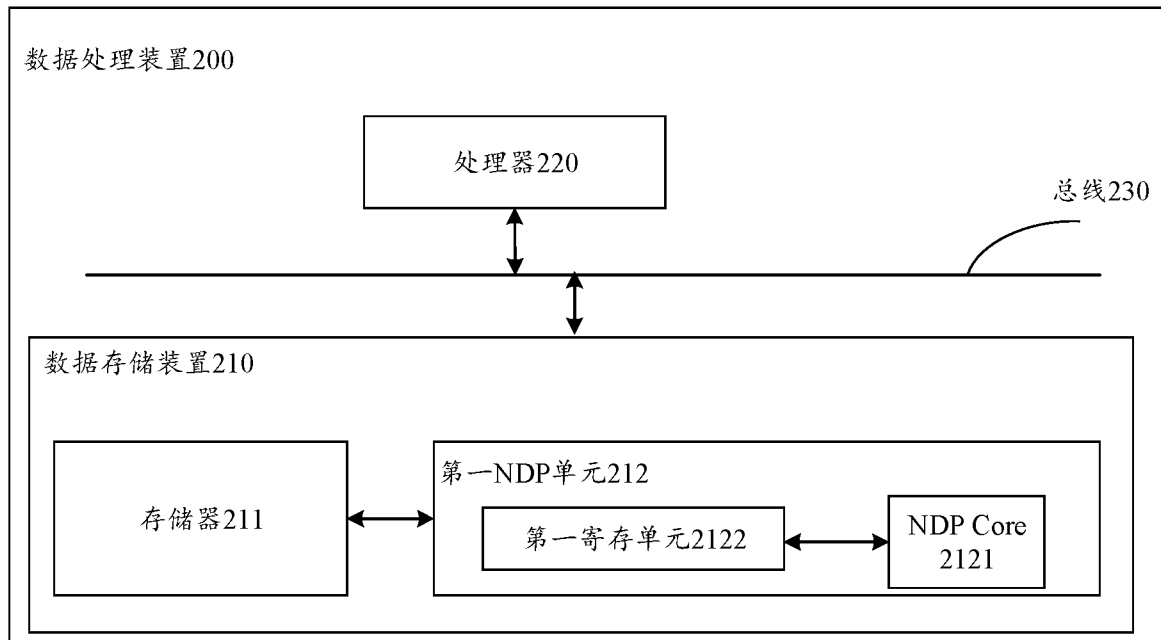 数据处理装置200
处理器220
总线230
数据存储装置210
第一NDP单元212
存储器211
第一寄存单元2122
NDP Core
2121